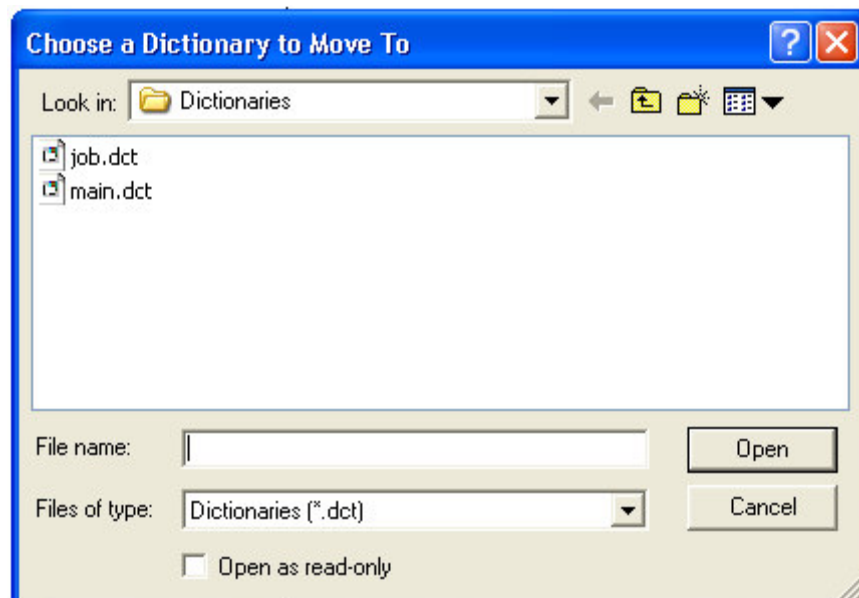 Choose a Dictionary to Move To
Look in: Dictionaries
job.dct
main.dct
File name: Open
Files of type: Dictionaries (*.dct) Cancel
Open as read-only